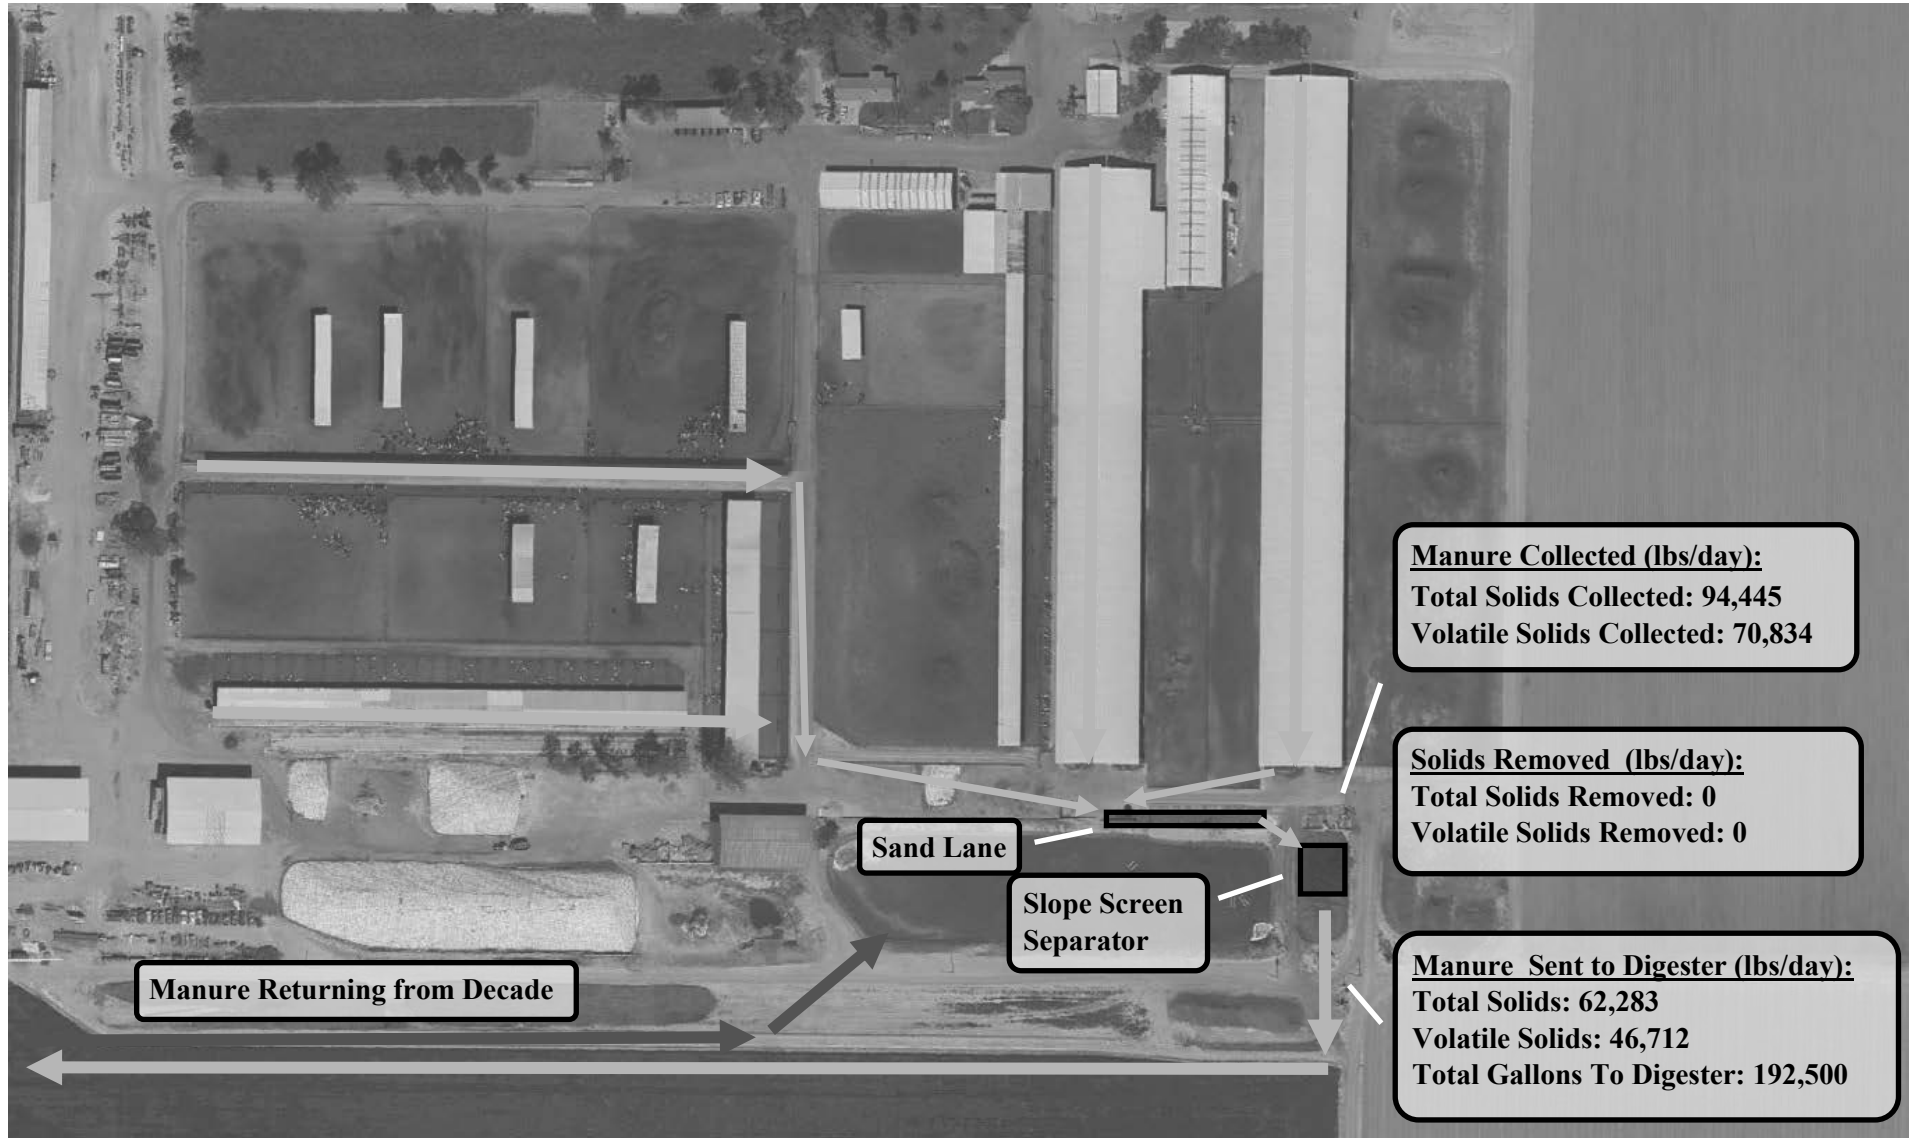 Manure Collected (lbs/day):
Total Solids Collected: 94,445
Volatile Solids Collected: 70,834
Solids Removed (lbs/day):
Total Solids Removed: 0
Volatile Solids Removed: 0
Sand Lane
Slope Screen
Separator
Manure Returning from Decade
Manure Sent to Digester (lbs/day):
Total Solids: 62,283
Volatile Solids: 46,712
Total Gallons To Digester: 192,500